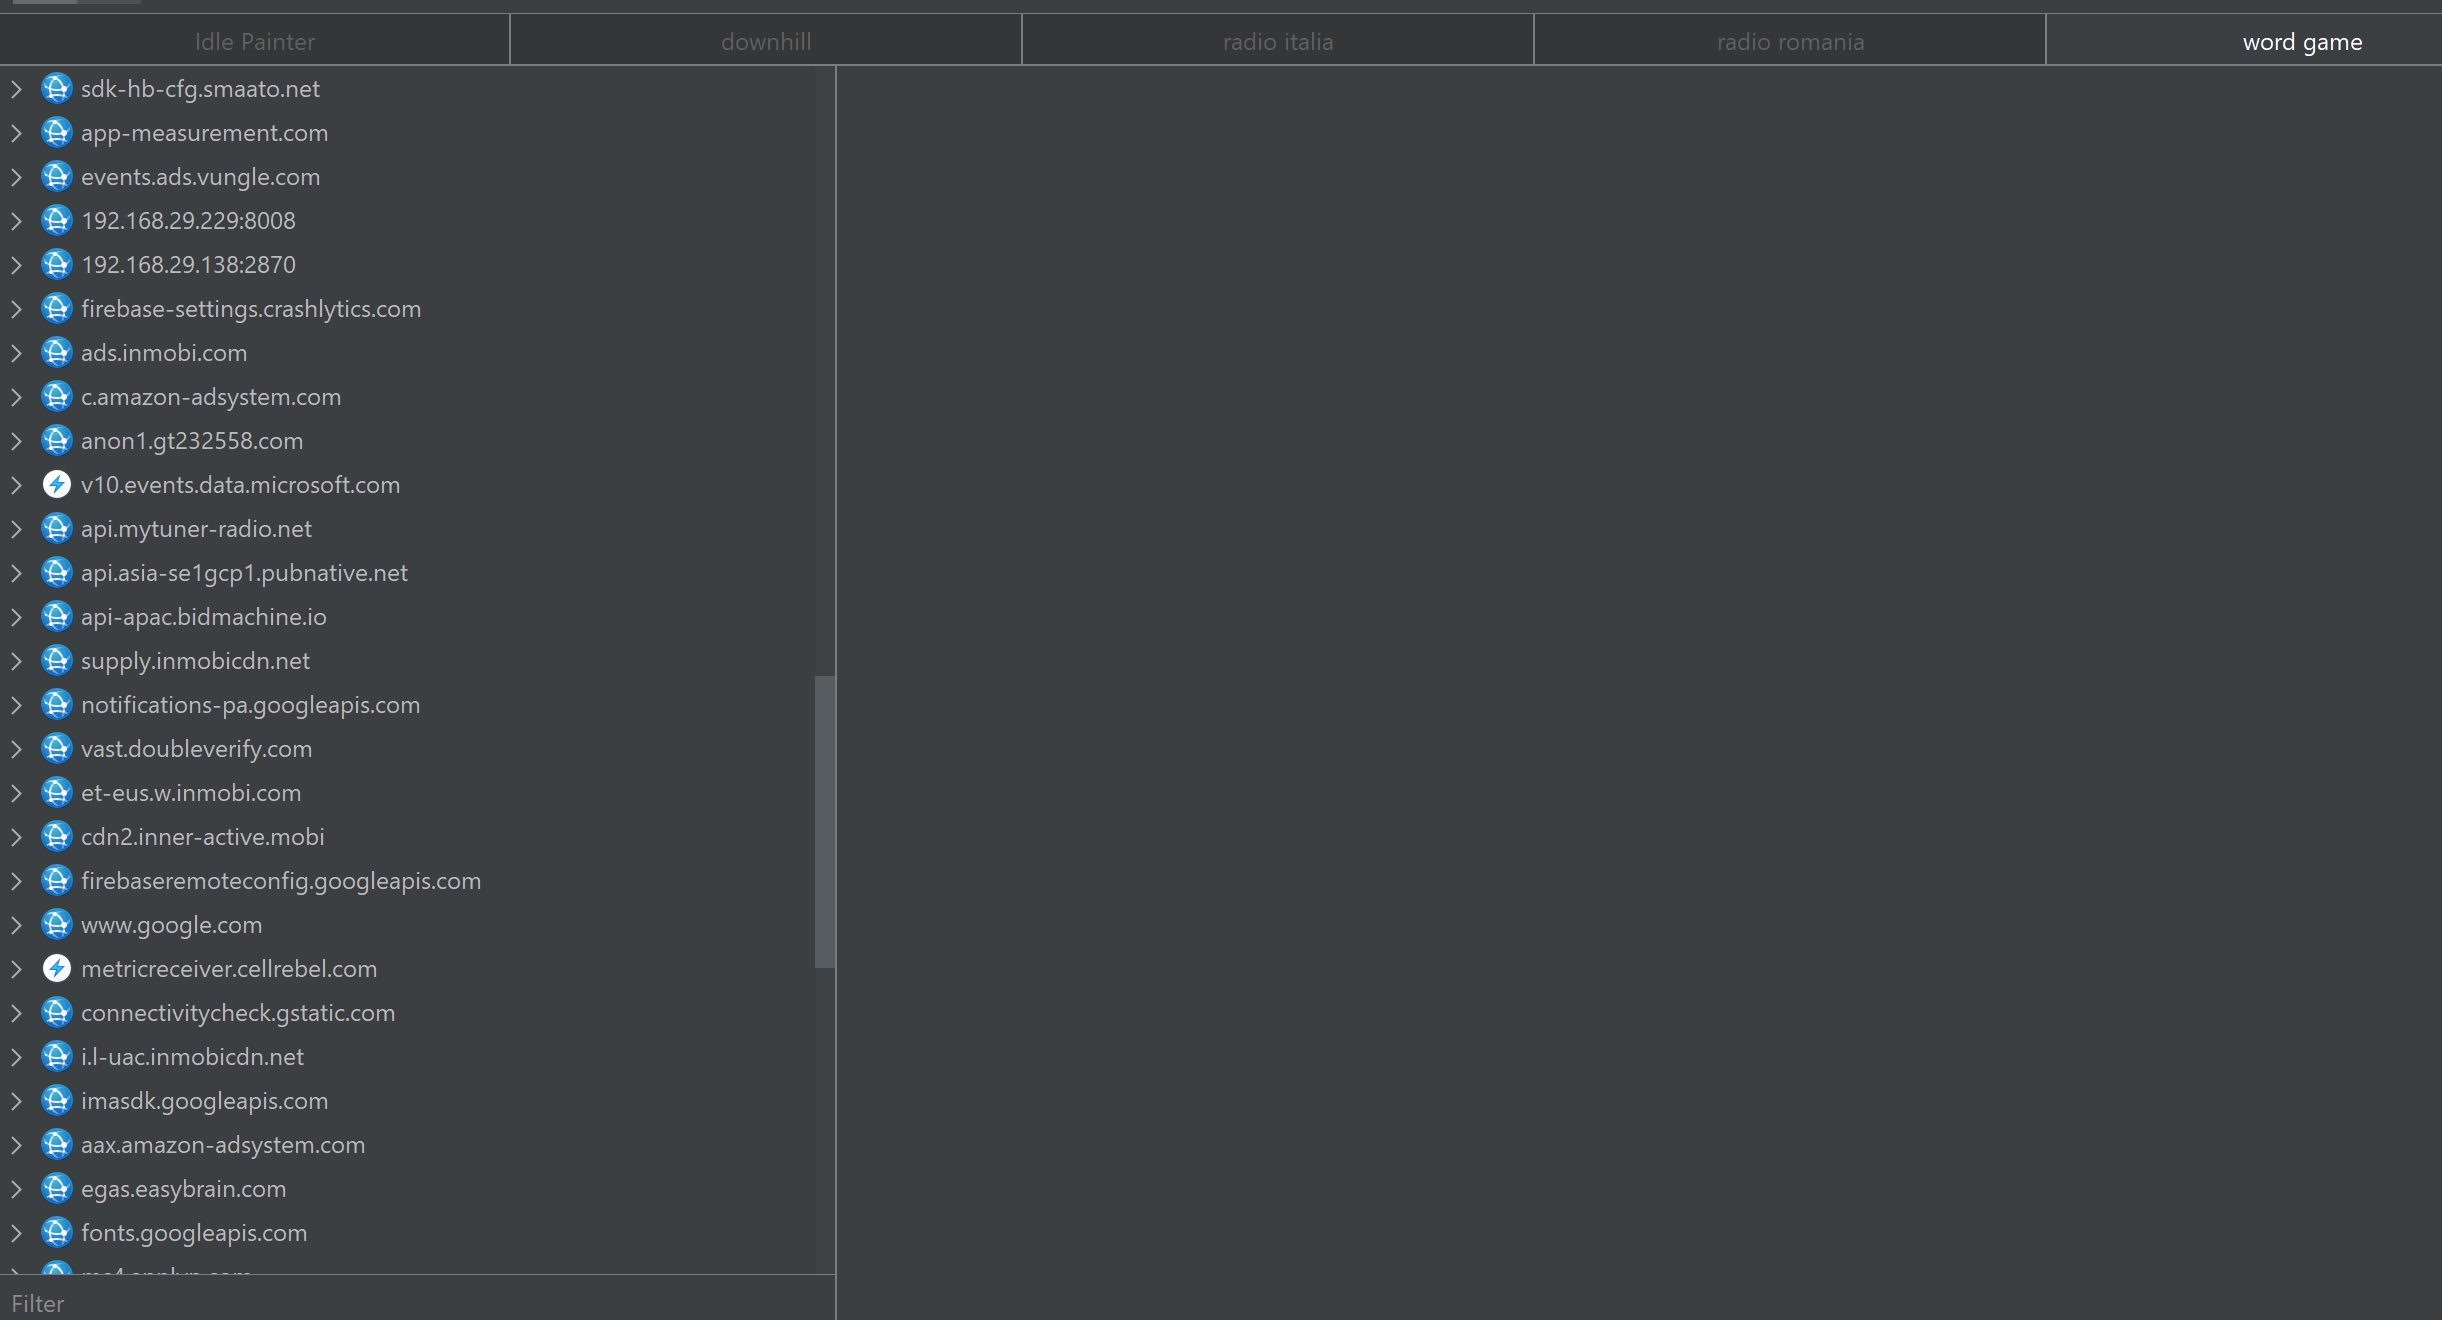 Idle Painter
downhill
radio italia
radio romania
word game
sdk-hb-cfg.smaato.net
app-measurement.com
events.ads.vungle.com
192.168.29.229:8008
192.168.29.138:2870
firebase-settings.crashlytics.com
ads.inmobi.com
c.amazon-adsystem.com
anon1.gt232558.com
v10.events.data.microsoft.com
api.mytuner-radio.net
api.asia-se1gcp1.pubnative.net
api-apac.bidmachine.io
supply.inmobicdn.net
notifications-pa.googleapis.com
vast.doubleverify.com
et-eus.w.inmobi.com
cdn2.inner-active.mobi
firebaseremoteconfig.googleapis.com
www.google.com
metricreceiver.cellrebel.com
connectivitycheck.gstatic.com
i.l-uac.inmobicdn.net
imasdk.googleapis.com
aax.amazon-adsystem.com
egas.easybrain.com
fonts.googleapis.com
Filter